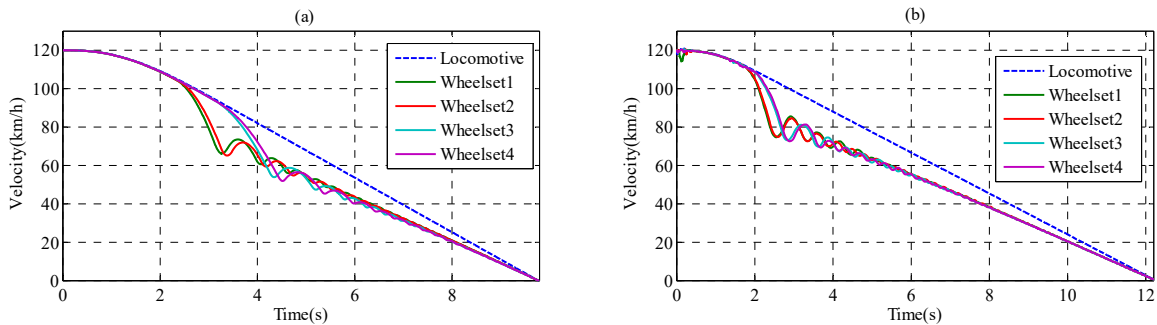 (a)
120
100
80
60
40
20
0
Velocity(km/h)
0 2 4 6 8
Time(s)
Locomotive
Wheelset1
Wheelset2
Wheelset3
Wheelset4
(b)
120
100
80
60
40
20
0
Velocity(km/h)
0 2 4 6 8 10 12
Time(s)
Locomotive
Wheelset1
Wheelset2
Wheelset3
Wheelset4